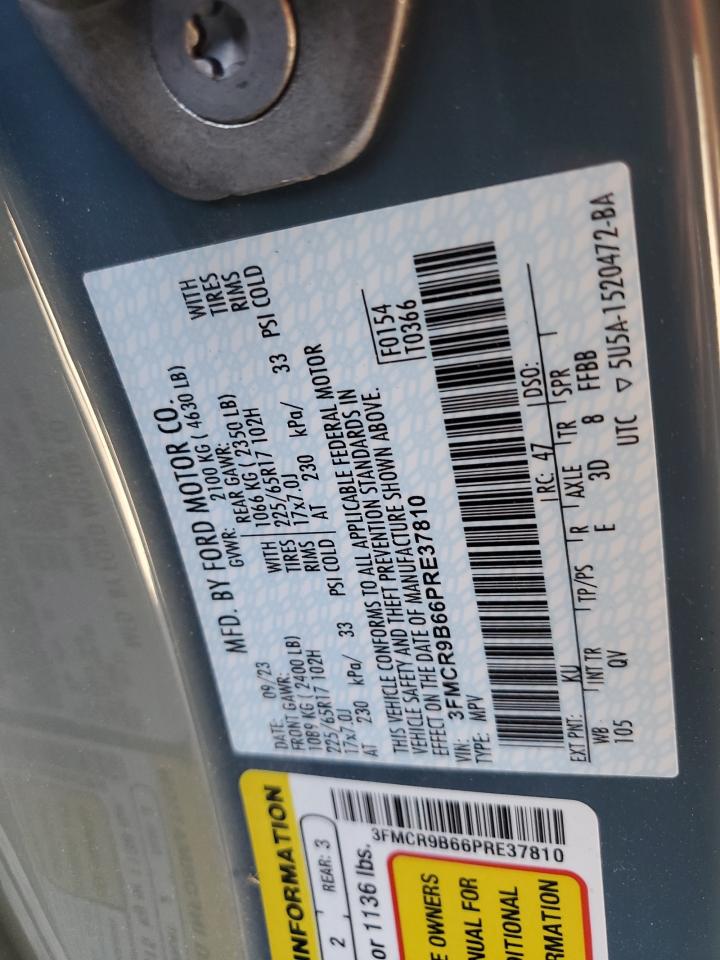 MFD. BY FORD MOTOR CO.
DATE: 09/23 GVWR: 2100 KG ( 4630 LB)
FRONT GAWR: REAR GAWR:
1089 KG ( 2400 LB) WITH 1066 KG ( 2350 LB) WITH
225/65R17 102H TIRES 225/65R17 102H TIRES
17x7.0J RIMS 17x7.0J RIMS
AT 230 kPa/ 33 PSI COLD AT 230 kPa/ 33 PSI COLD
THIS VEHICLE CONFORMS TO ALL APPLICABLE FEDERAL MOTOR
VEHICLE SAFETY AND THEFT PREVENTION STANDARDS IN
EFFECT ON THE DATE OF MANUFACTURE SHOWN ABOVE.
VIN: 3FMCR9B66PRE37810 F0154
TYPE: MPV T0366
EXT PNT: KU RC: 47 DSO:
WB INT TR TP/PS R AXLE TR SPR
105 QV E 3D 8 FFBB
UTC ▽ 5U5A-1520472-BA
INFORMATION
2 REAR: 3
or 1136 lbs.
3FMCR9B66PRE37810
E OWNERS
NUAL FOR
DITIONAL
ORMATION